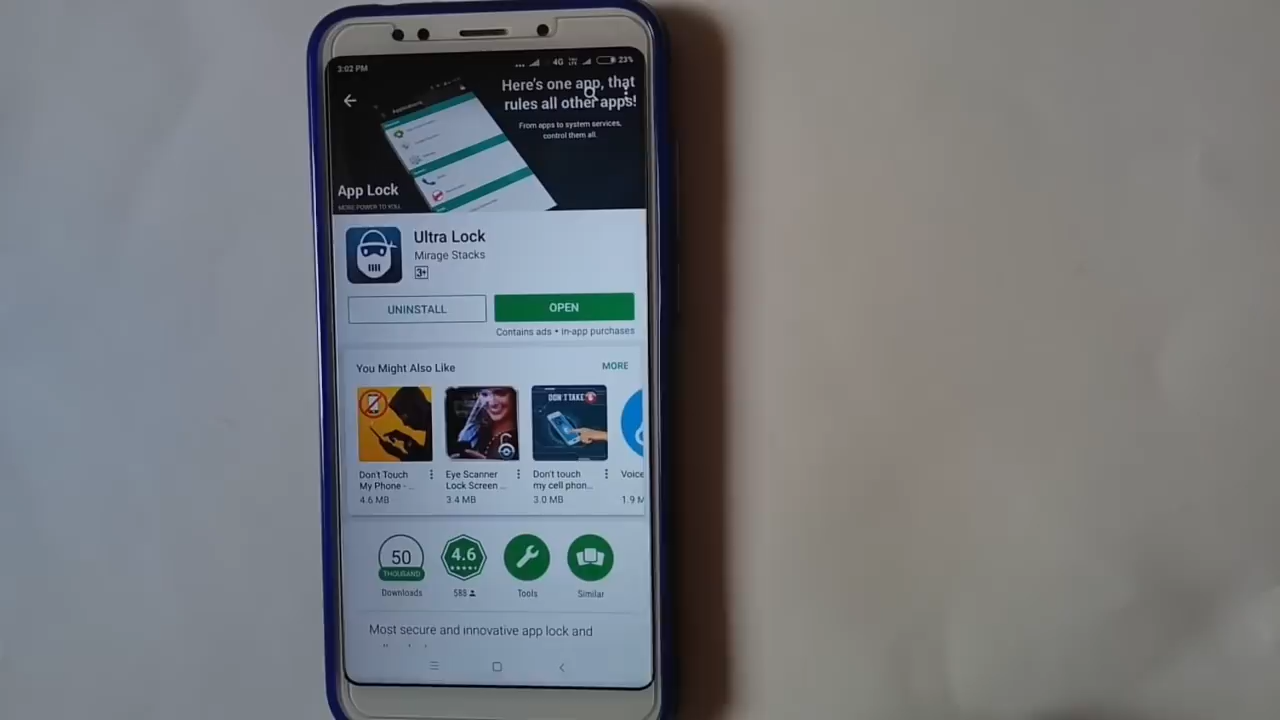 3:02 PM
4G
23%
Here's one app, that
rules all other apps!
From apps to system services,
control them all.
App Lock
MORE POWER TO YOU.
Ultra Lock
Mirage Stacks
3+
UNINSTALL
OPEN
Contains ads • In-app purchases
You Might Also Like
MORE
DON'T TAKE
Don't Touch
My Phone - ...
4.6 MB
Eye Scanner
Lock Screen ...
3.4 MB
Don't touch
my cell phon...
3.0 MB
Voice
1.9 M
50
THOUSAND
Downloads
4.6
588
Tools
Similar
Most secure and innovative app lock and